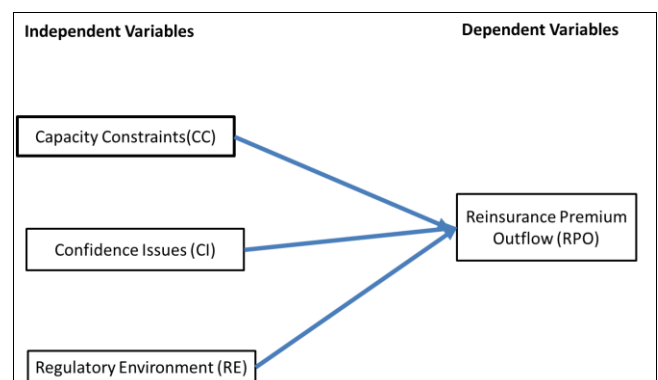 Independent Variables
Dependent Variables
Capacity Constraints(CC)
Reinsurance Premium
Outflow (RPO)
Confidence Issues (CI)
Regulatory Environment (RE)